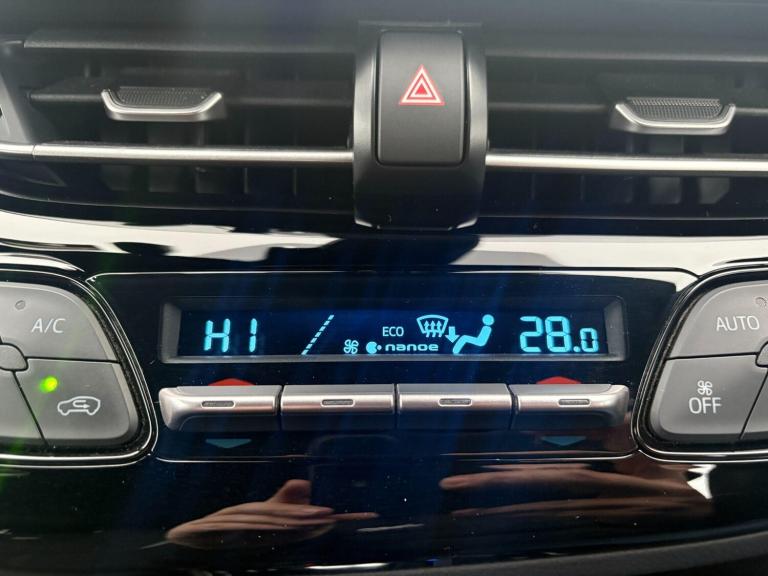 A/C
HI
ECO
nanoe
28.0
AUTO
OFF